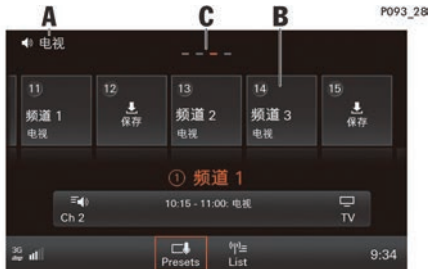 A C B P093_28
电视
11 12 13 14 15
频道 1 保存 频道 2 频道 3 保存
电视 电视 电视
① 频道 1
10:15 - 11:00: 电视
Ch 2 TV
3G Presets List 9:34